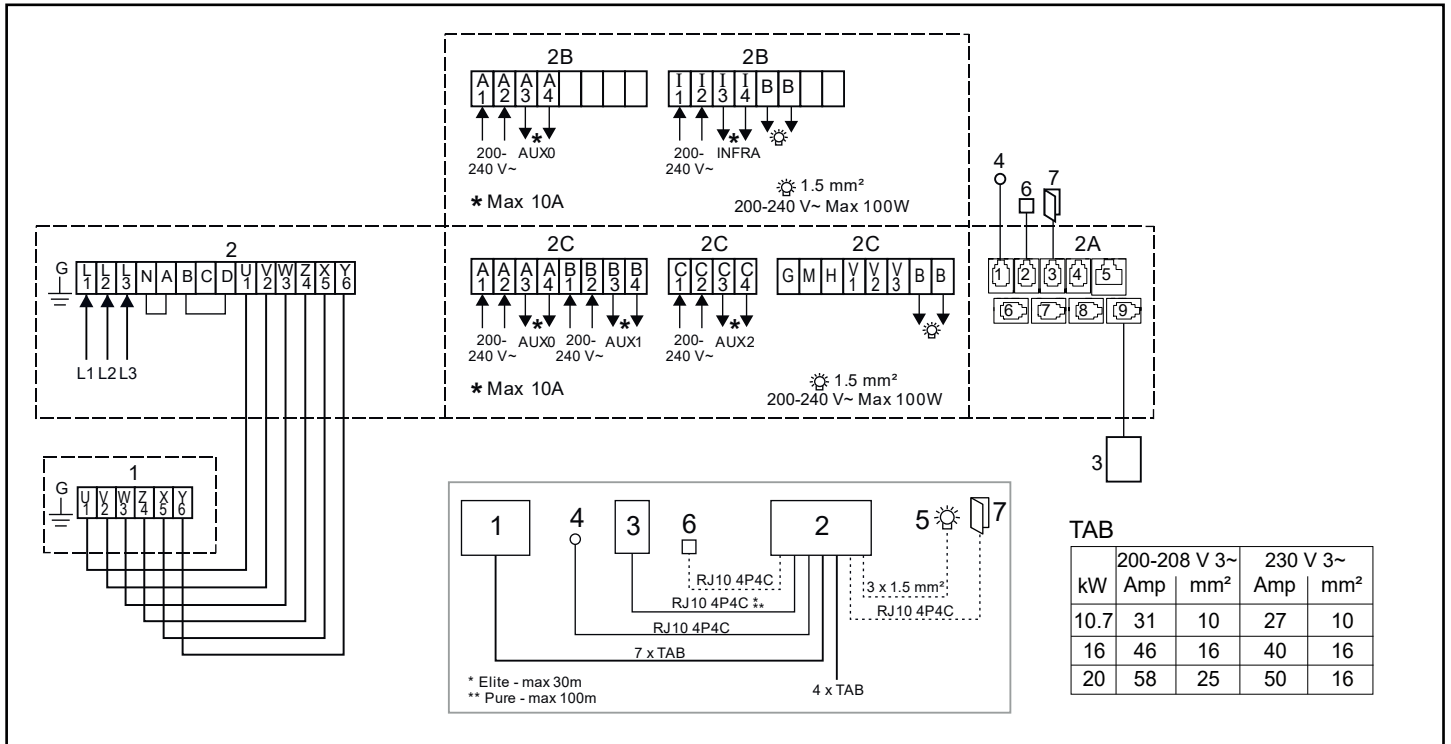 2B 2B
A1 A2 A3 A4
I1 I2 I3 I4 B B
200-240 V~ *AUX0
200-240 V~ *INFRA
* Max 10A
1.5 mm²
200-240 V~ Max 100W
4 6 7
2 2C 2C 2C 2A
G L1 L2 L3 N A B C D U1 V2 W3 Z4 X5 Y6
A1 A2 A3 A4 B1 B2 B3 B4
C1 C2 C3 C4
G M H V1 V2 V3 B B
1 2 3 4 5
6 7 8 9
L1 L2 L3
200-240 V~ *AUX0 200-240 V~ *AUX1
200-240 V~ *AUX2
* Max 10A
1.5 mm²
200-240 V~ Max 100W
3
1
G U1 V2 W3 Z4 X5 Y6
1 4 3 6 2 5 7
RJ10 4P4C
3 x 1.5 mm²
RJ10 4P4C *
**
RJ10 4P4C
RJ10 4P4C
7 x TAB
4 x TAB
* Elite - max 30m
** Pure - max 100m
TAB
200-208 V 3~ 230 V 3~
kW Amp mm² Amp mm²
10.7 31 10 27 10
16 46 16 40 16
20 58 25 50 16